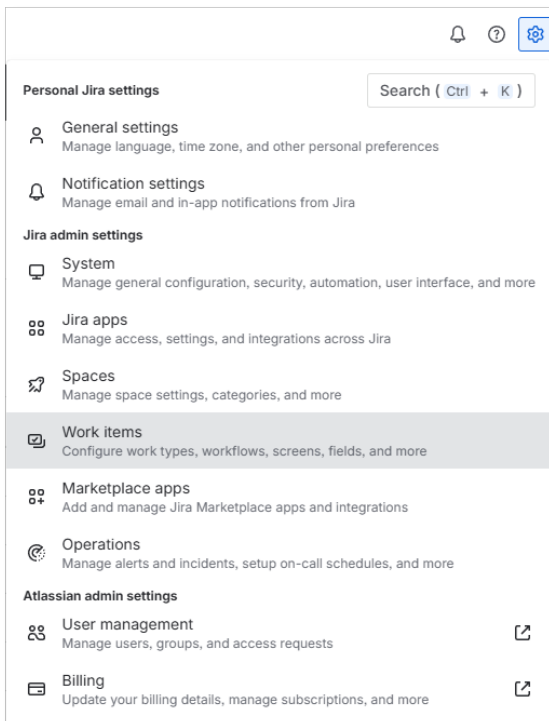 Personal Jira settings
Search ( Ctrl + K )
General settings
Manage language, time zone, and other personal preferences
Notification settings
Manage email and in-app notifications from Jira
Jira admin settings
System
Manage general configuration, security, automation, user interface, and more
Jira apps
Manage access, settings, and integrations across Jira
Spaces
Manage space settings, categories, and more
Work items
Configure work types, workflows, screens, fields, and more
Marketplace apps
Add and manage Jira Marketplace apps and integrations
Operations
Manage alerts and incidents, setup on-call schedules, and more
Atlassian admin settings
User management
Manage users, groups, and access requests
Billing
Update your billing details, manage subscriptions, and more